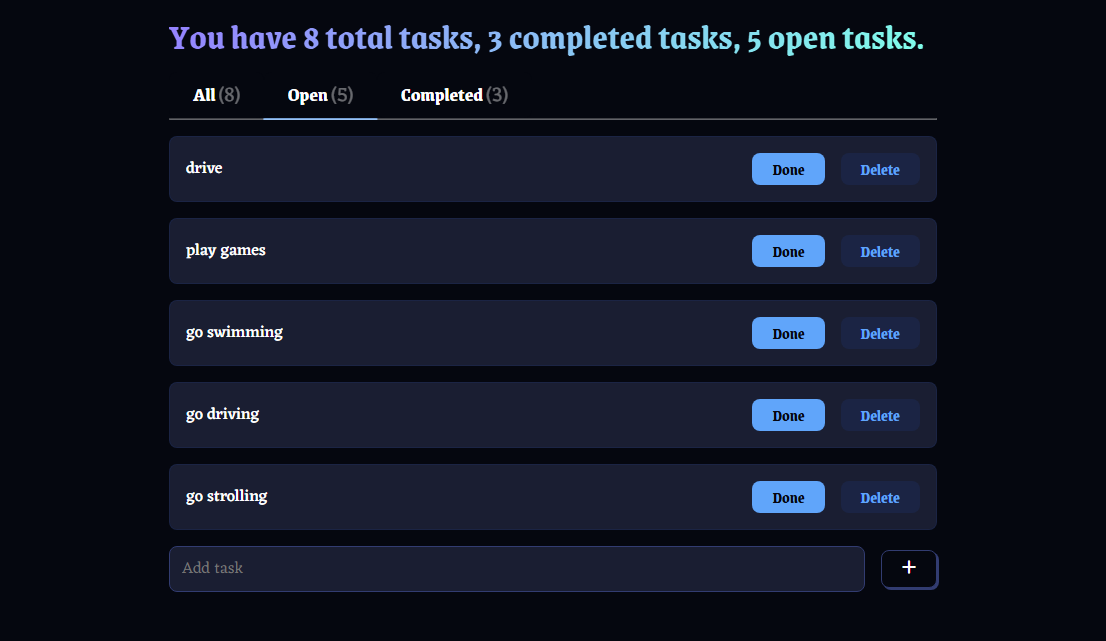 You have 8 total tasks, 3 completed tasks, 5 open tasks.
All (8) Open (5) Completed (3)
drive Done Delete
play games Done Delete
go swimming Done Delete
go driving Done Delete
go strolling Done Delete
Add task +